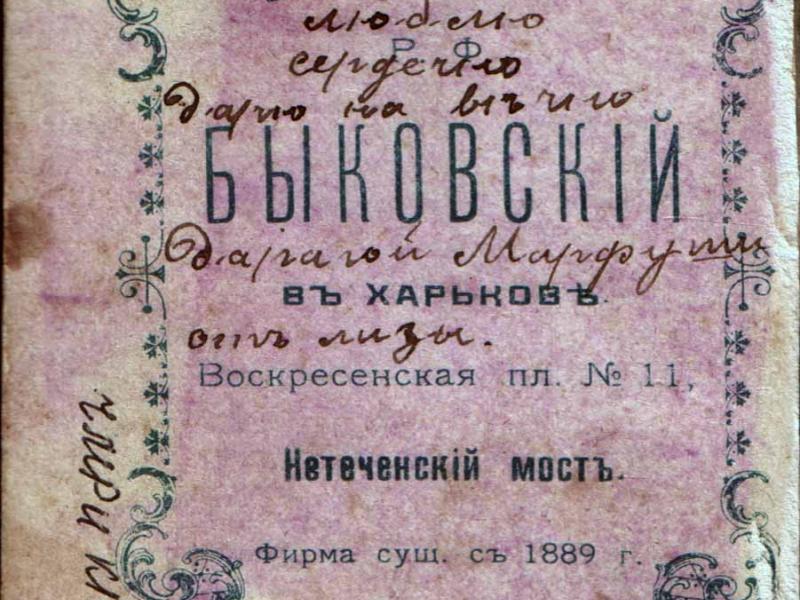 люблю
Р. Ф.
сердечно
дарю на вѣчно
БЫКОВСКІЙ
Дарагой Марфуши
ВЪ ХАРЬКОВѢ.
отъ лизы.
Воскресенская пл. № 11,
Нетеченскій мостъ.
Фирма сущ. съ 1889 г.